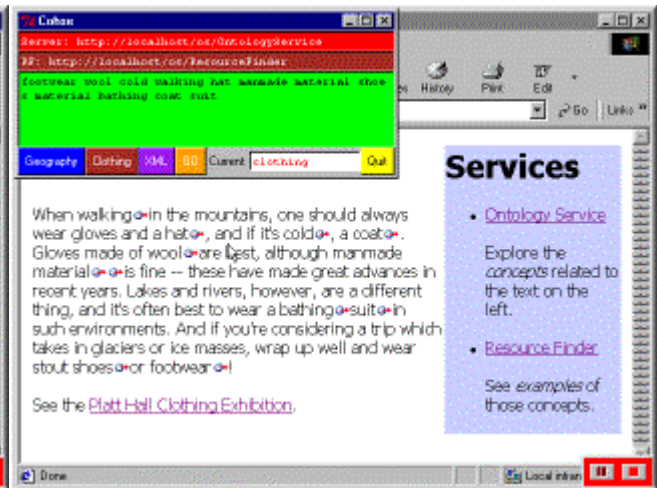 Cohse
Server: http://localhost/cs/OntologyService
RF: http://localhost/cs/ResourceFinder
footwear wool cold walking hat manmade material shoe
s material bathing coat suit
Geography Clothing XML GO Current clothing Quit
History Print Edit
Go Links
Services
When walking in the mountains, one should always
wear gloves and a hat, and if it's cold, a coat.
Gloves made of wool are best, although manmade
material is fine -- these have made great advances in
recent years. Lakes and rivers, however, are a different
thing, and it's often best to wear a bathing suit in
such environments. And if you're considering a trip which
takes in glaciers or ice masses, wrap up well and wear
stout shoes or footwear!
See the Platt Hall Clothing Exhibition.
Ontology Service
Explore the
concepts related to
the text on the
left.
Resource Finder
See examples of
those concepts.
Done
Local intran